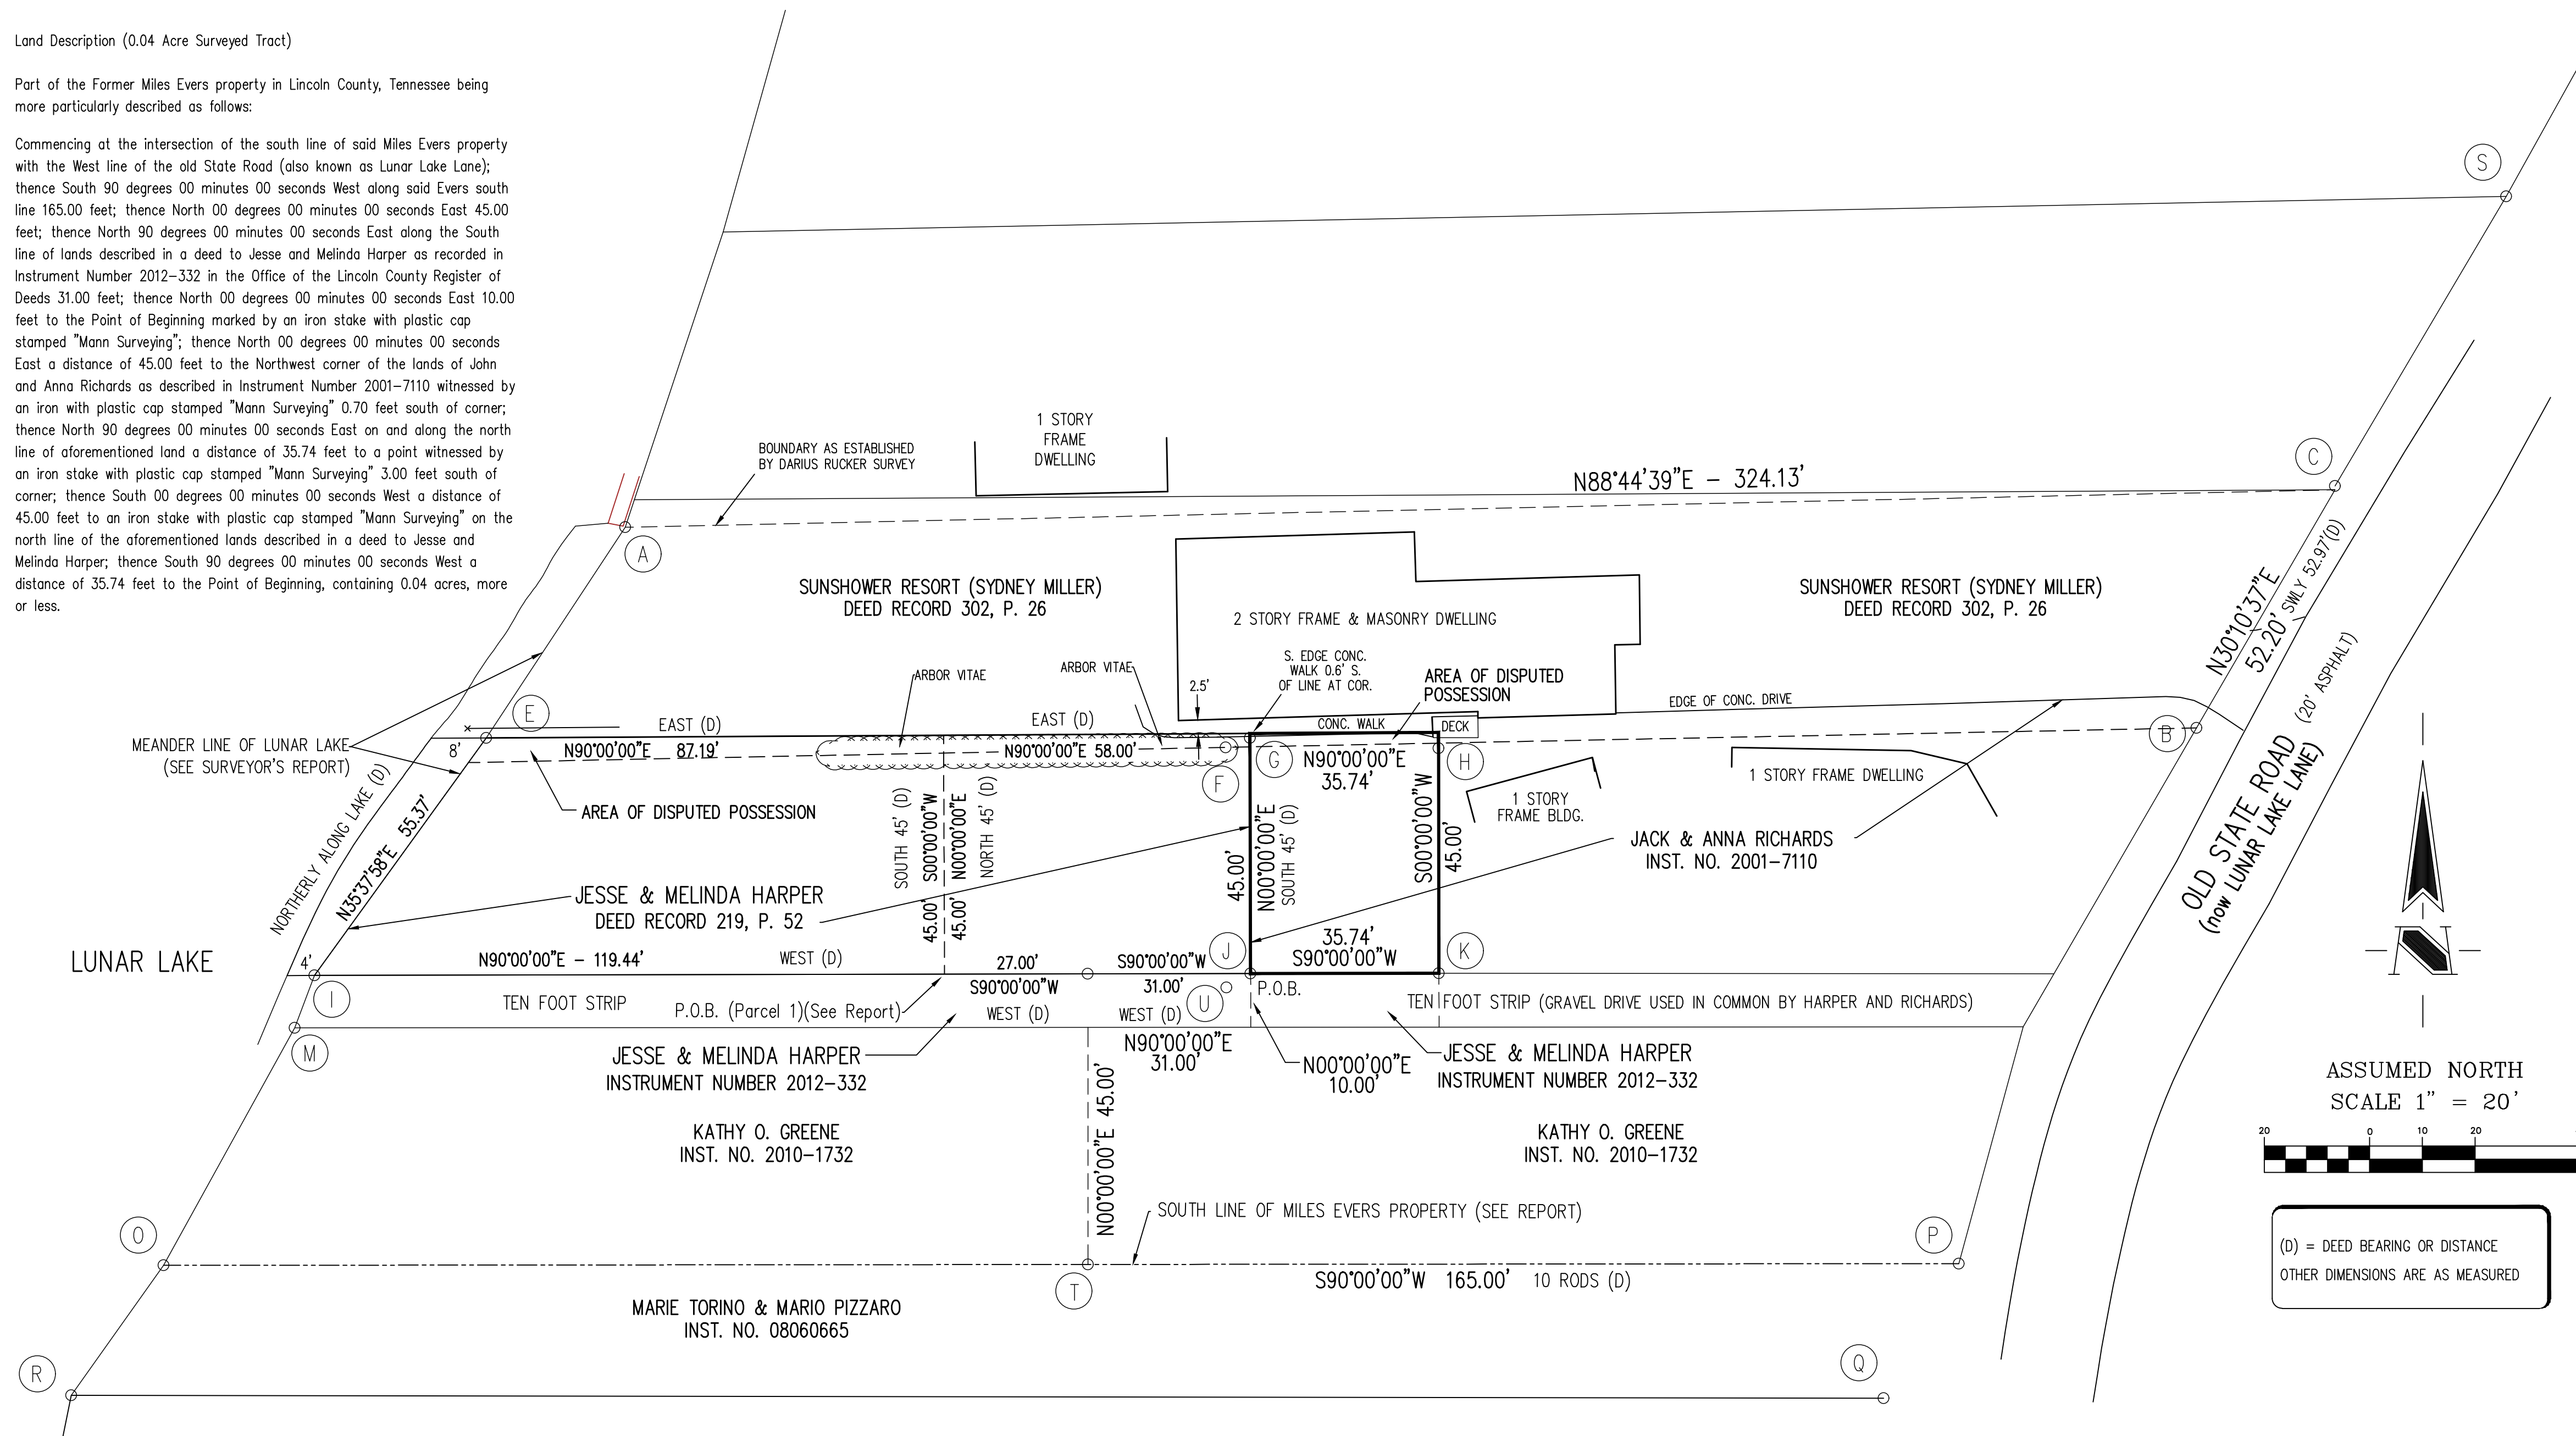 Land Description (0.04 Acre Surveyed Tract)
Part of the Former Miles Evers property in Lincoln County, Tennessee being
more particularly described as follows:
Commencing at the intersection of the south line of said Miles Evers property
with the West line of the old State Road (also known as Lunar Lake Lane);
thence South 90 degrees 00 minutes 00 seconds West along said Evers south
line 165.00 feet; thence North 00 degrees 00 minutes 00 seconds East 45.00
feet; thence North 90 degrees 00 minutes 00 seconds East along the South
line of lands described in a deed to Jesse and Melinda Harper as recorded in
Instrument Number 2012-332 in the Office of the Lincoln County Register of
Deeds 31.00 feet; thence North 00 degrees 00 minutes 00 seconds East 10.00
feet to the Point of Beginning marked by an iron stake with plastic cap
stamped "Mann Surveying"; thence North 00 degrees 00 minutes 00 seconds
East a distance of 45.00 feet to the Northwest corner of the lands of John
and Anna Richards as described in Instrument Number 2001-7110 witnessed by
an iron with plastic cap stamped "Mann Surveying" 0.70 feet south of corner;
thence North 90 degrees 00 minutes 00 seconds East on and along the north
line of aforementioned land a distance of 35.74 feet to a point witnessed by
an iron stake with plastic cap stamped "Mann Surveying" 3.00 feet south of
corner; thence South 00 degrees 00 minutes 00 seconds West a distance of
45.00 feet to an iron stake with plastic cap stamped "Mann Surveying" on the
north line of the aforementioned lands described in a deed to Jesse and
Melinda Harper; thence South 90 degrees 00 minutes 00 seconds West a
distance of 35.74 feet to the Point of Beginning, containing 0.04 acres, more
or less.
S
1 STORY
FRAME
DWELLING
BOUNDARY AS ESTABLISHED
BY DARIUS RUCKER SURVEY
N88°44'39"E - 324.13'
C
A
SUNSHOWER RESORT (SYDNEY MILLER)
DEED RECORD 302, P. 26
2 STORY FRAME & MASONRY DWELLING
SUNSHOWER RESORT (SYDNEY MILLER)
DEED RECORD 302, P. 26
N30°10'37"E
52.20'
SWLY 52.97'(D)
ARBOR VITAE
ARBOR VITAE
S. EDGE CONC.
WALK 0.6' S.
OF LINE AT COR.
2.5'
AREA OF DISPUTED
POSSESSION
EDGE OF CONC. DRIVE
E
EAST (D)
EAST (D)
CONC. WALK
DECK
B
MEANDER LINE OF LUNAR LAKE
(SEE SURVEYOR'S REPORT)
8'
N90°00'00"E 87.19'
N90°00'00"E 58.00'
F
G
N90°00'00"E
35.74'
H
1 STORY FRAME DWELLING
1 STORY
FRAME BLDG.
AREA OF DISPUTED POSSESSION
NORTHERLY ALONG LAKE (D)
N35°37'58"E 55.37'
SOUTH 45' (D)
45.00' S00°00'00"W
45.00' N00°00'00"E
NORTH 45' (D)
45.00'
N00°00'00"E
SOUTH 45' (D)
S00°00'00"W
45.00'
JACK & ANNA RICHARDS
INST. NO. 2001-7110
OLD STATE ROAD (20' ASPHALT)
(now LUNAR LAKE LANE)
JESSE & MELINDA HARPER
DEED RECORD 219, P. 52
LUNAR LAKE
4'
N90°00'00"E - 119.44'
WEST (D)
27.00'
S90°00'00"W
J
35.74'
S90°00'00"W
K
I
TEN FOOT STRIP
P.O.B. (Parcel 1)(See Report)
S90°00'00"W
WEST (D)
31.00'
WEST (D)
U
P.O.B.
TEN FOOT STRIP (GRAVEL DRIVE USED IN COMMON BY HARPER AND RICHARDS)
M
N90°00'00"E
31.00'
JESSE & MELINDA HARPER
INSTRUMENT NUMBER 2012-332
N00°00'00"E
10.00'
JESSE & MELINDA HARPER
INSTRUMENT NUMBER 2012-332
N
ASSUMED NORTH
SCALE 1" = 20'
20 0 10 20
KATHY O. GREENE
INST. NO. 2010-1732
N00°00'00"E 45.00'
KATHY O. GREENE
INST. NO. 2010-1732
O
SOUTH LINE OF MILES EVERS PROPERTY (SEE REPORT)
P
T
S90°00'00"W 165.00' 10 RODS (D)
(D) = DEED BEARING OR DISTANCE
OTHER DIMENSIONS ARE AS MEASURED
MARIE TORINO & MARIO PIZZARO
INST. NO. 08060665
R
Q